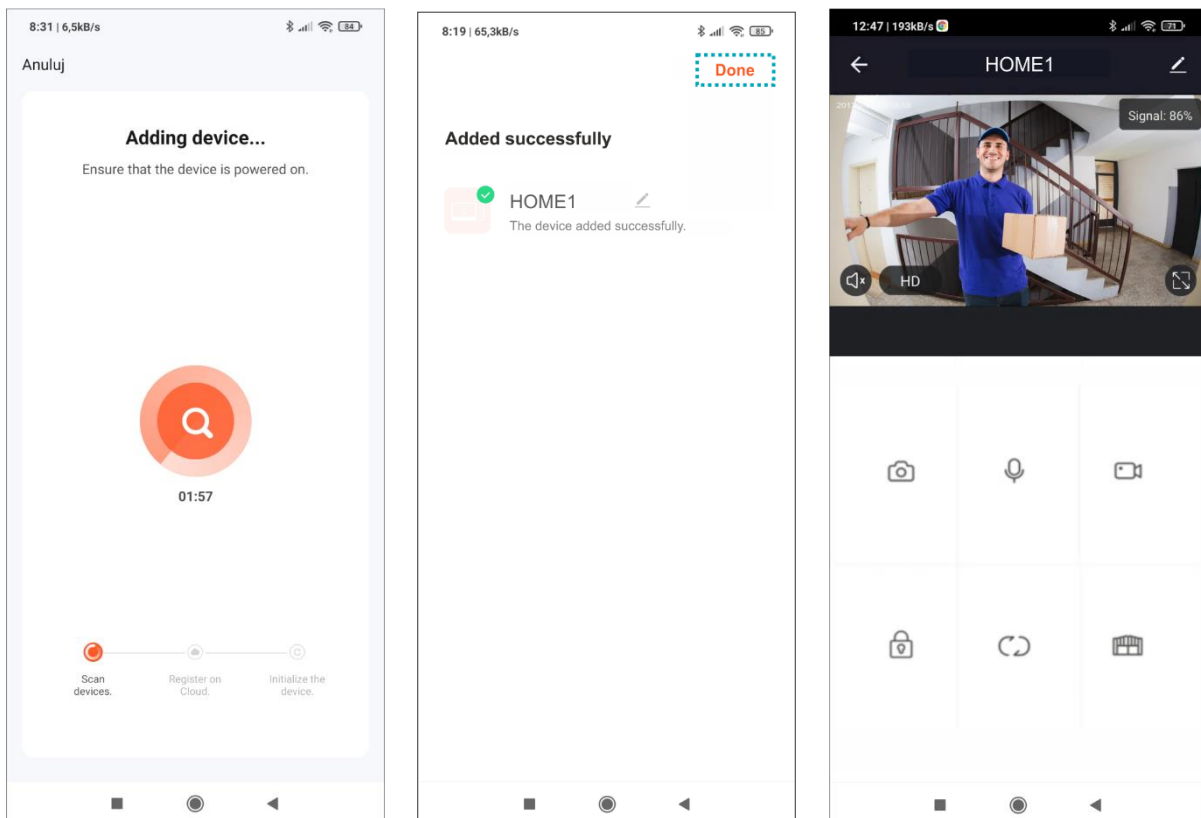 8:31 | 6,5kB/s
84
Anuluj
Adding device...
Ensure that the device is powered on.
01:57
Scan
devices.
Register on
Cloud.
Initialize the
device.
8:19 | 65,3kB/s
85
Done
Added successfully
HOME1
The device added successfully.
12:47 | 193kB/s
71
HOME1
Signal: 86%
HD